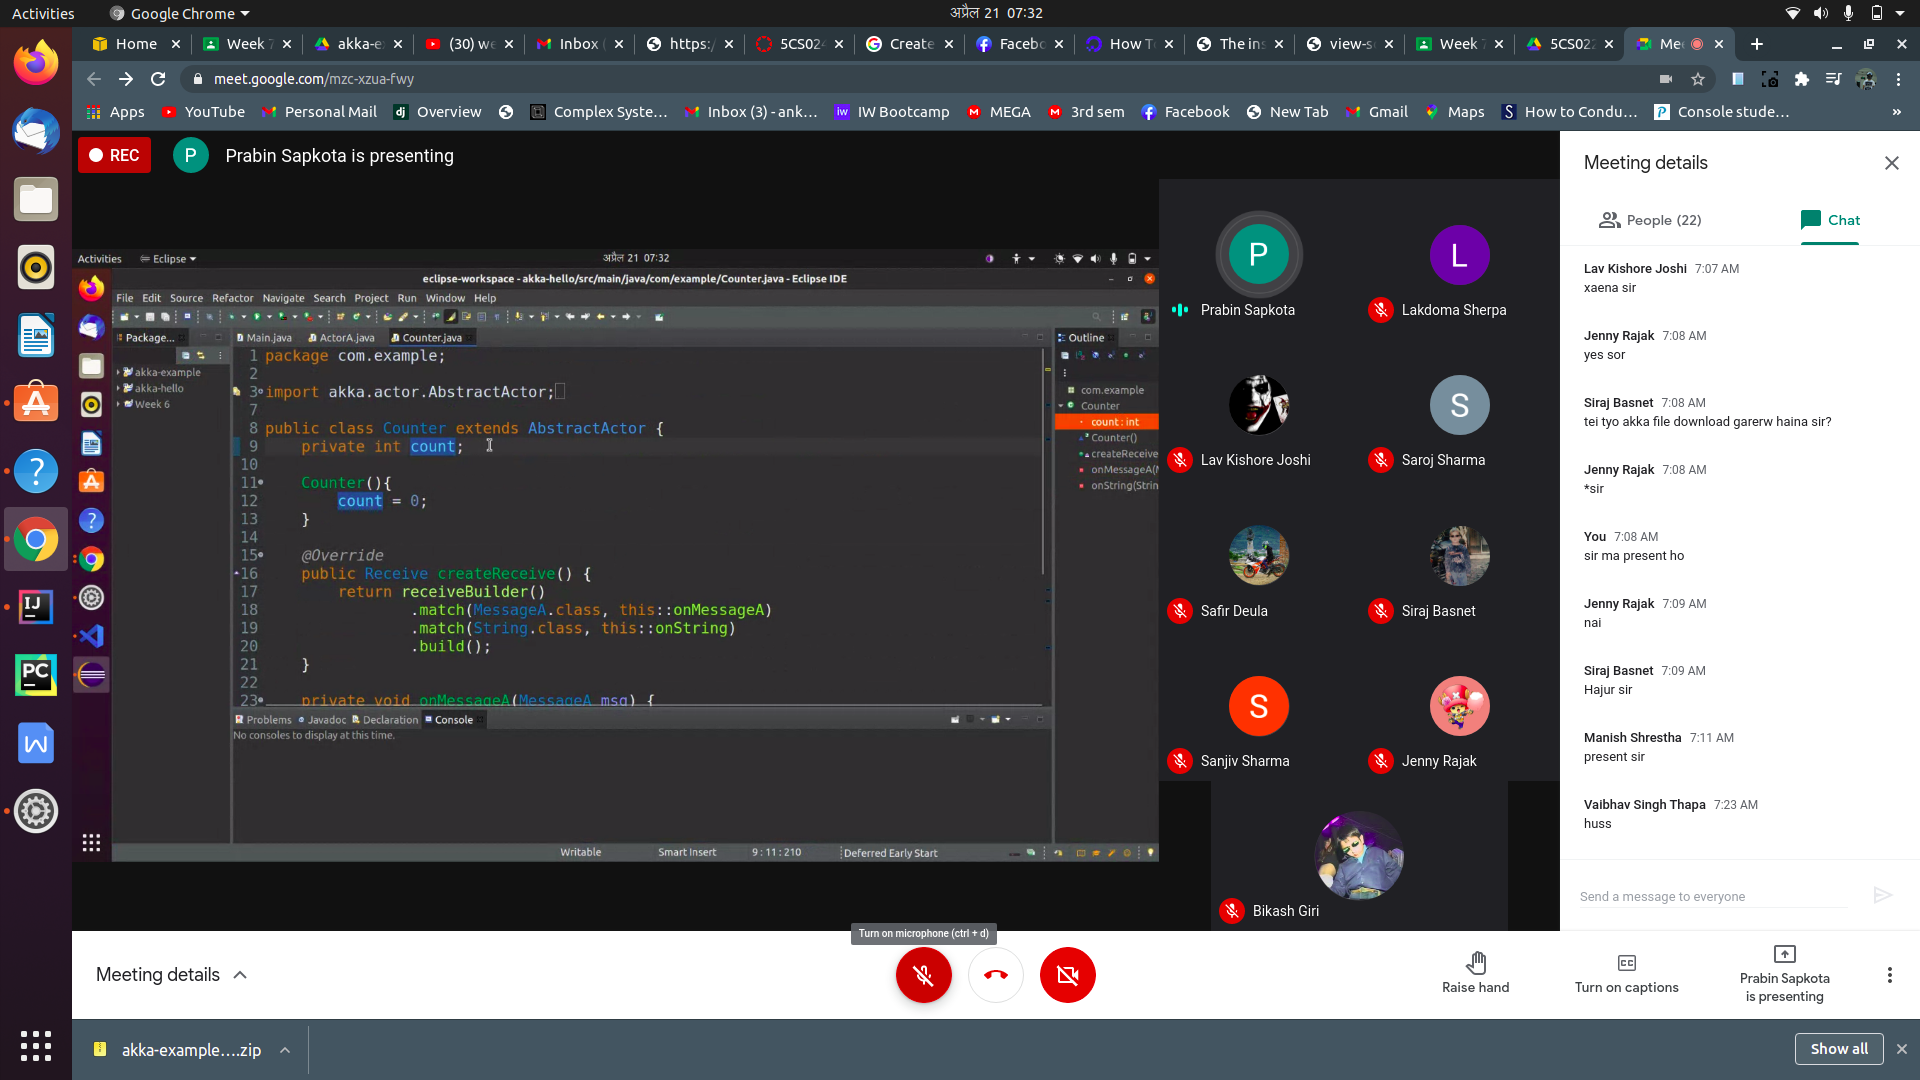 Activities
Google Chrome
अप्रैल 21 07:32
Home
Week 7
akka-e
(30) we
Inbox (
https:/
5CS024
Create
Facebo
How To
The ins
view-s
Week 7
5CS022
Mee
meet.google.com/mzc-xzua-fwy
Apps
YouTube
Personal Mail
Overview
Complex Syste...
Inbox (3) - ank...
IW Bootcamp
MEGA
3rd sem
Facebook
New Tab
Gmail
Maps
How to Condu...
Console stude...
»
REC
P
Prabin Sapkota is presenting
Activities
Eclipse
अप्रैल 21 07:32
eclipse-workspace - akka-hello/src/main/java/com/example/Counter.java - Eclipse IDE
File Edit Source Refactor Navigate Search Project Run Window Help
Package...
akka-example
akka-hello
Week 6
Main.java
ActorA.java
Counter.java
1 package com.example;
2
3 import akka.actor.AbstractActor;
7
8 public class Counter extends AbstractActor {
9 private int count;
10
11 Counter(){
12 count = 0;
13 }
14
15 @Override
16 public Receive createReceive() {
17 return receiveBuilder()
18 .match(MessageA.class, this::onMessageA)
19 .match(String.class, this::onString)
20 .build();
21 }
22
23 private void onMessageA(MessageA msg) {
Outline
com.example
Counter
count : int
Counter()
createReceive
onMessageA(M
onString(Strin
Problems
Javadoc
Declaration
Console
No consoles to display at this time.
Writable
Smart Insert
9 : 11 : 210
Deferred Early Start
P
Prabin Sapkota
L
Lakdoma Sherpa
Lav Kishore Joshi
S
Saroj Sharma
Safir Deula
Siraj Basnet
S
Sanjiv Sharma
Jenny Rajak
Bikash Giri
Meeting details
People (22)
Chat
Lav Kishore Joshi 7:07 AM
xaena sir
Jenny Rajak 7:08 AM
yes sor
Siraj Basnet 7:08 AM
tei tyo akka file download garerw haina sir?
Jenny Rajak 7:08 AM
*sir
You 7:08 AM
sir ma present ho
Jenny Rajak 7:09 AM
nai
Siraj Basnet 7:09 AM
Hajur sir
Manish Shrestha 7:11 AM
present sir
Vaibhav Singh Thapa 7:23 AM
huss
Send a message to everyone
Turn on microphone (ctrl + d)
Meeting details
Raise hand
Turn on captions
Prabin Sapkota
is presenting
akka-example....zip
Show all